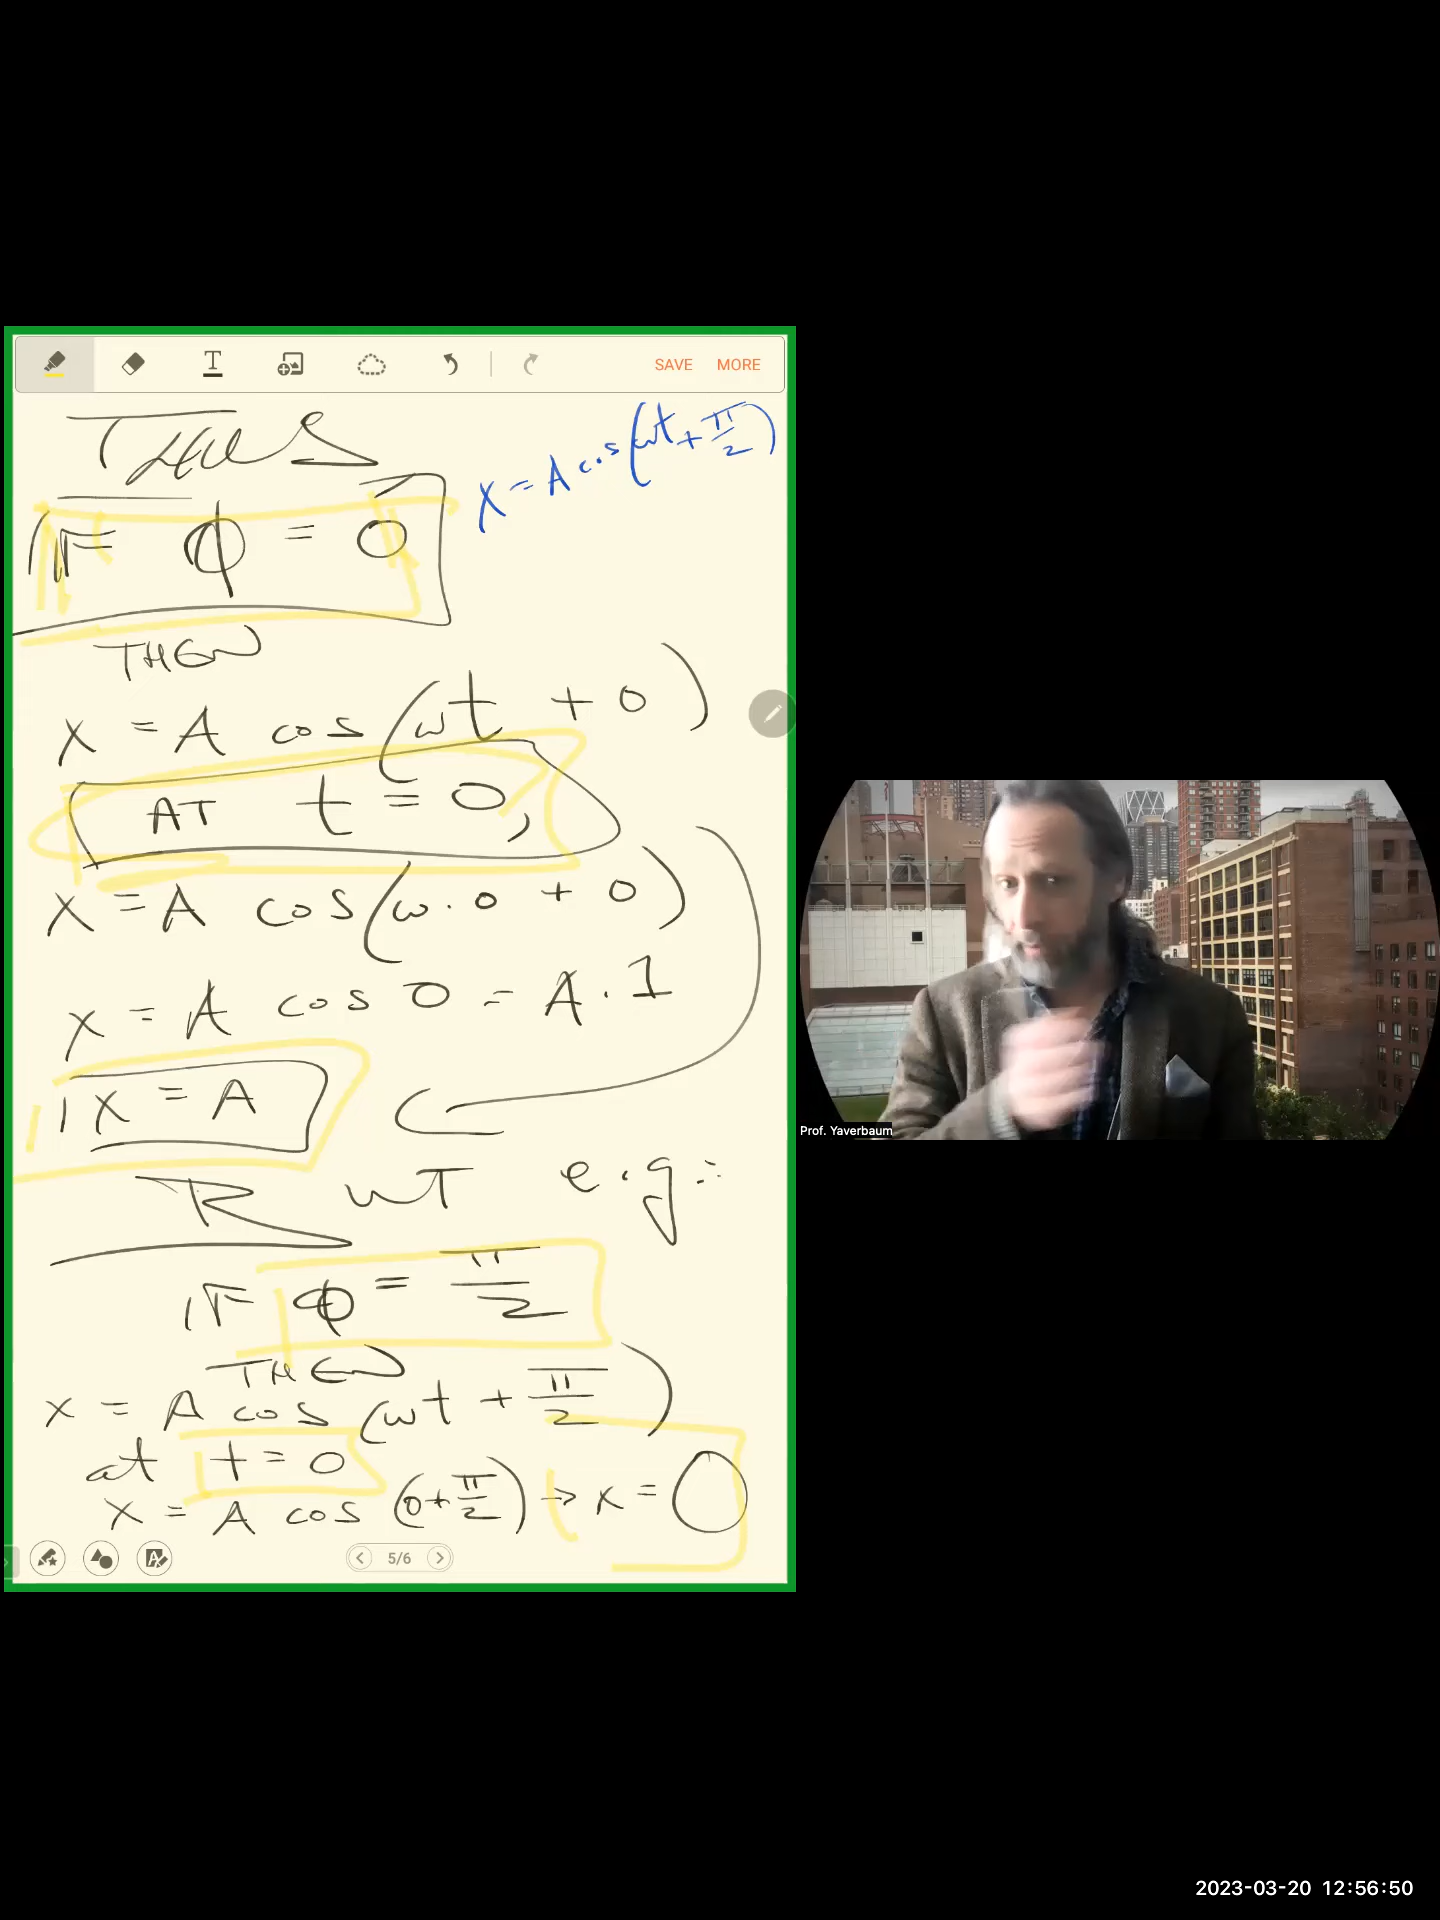 SAVE MORE
THUS
x = A cos(ωt + π/2)
IF ϕ = 0
THEN
x = A cos(ωt + 0)
AT t = 0,
x = A cos(ω · 0 + 0)
x = A cos 0 = A · 1
x = A
BUT e.g.:
IF ϕ = π/2
THEN
x = A cos(ωt + π/2)
at t = 0
x = A cos(0 + π/2) → x = 0
5/6
Prof. Yaverbaum
2023-03-20 12:56:50